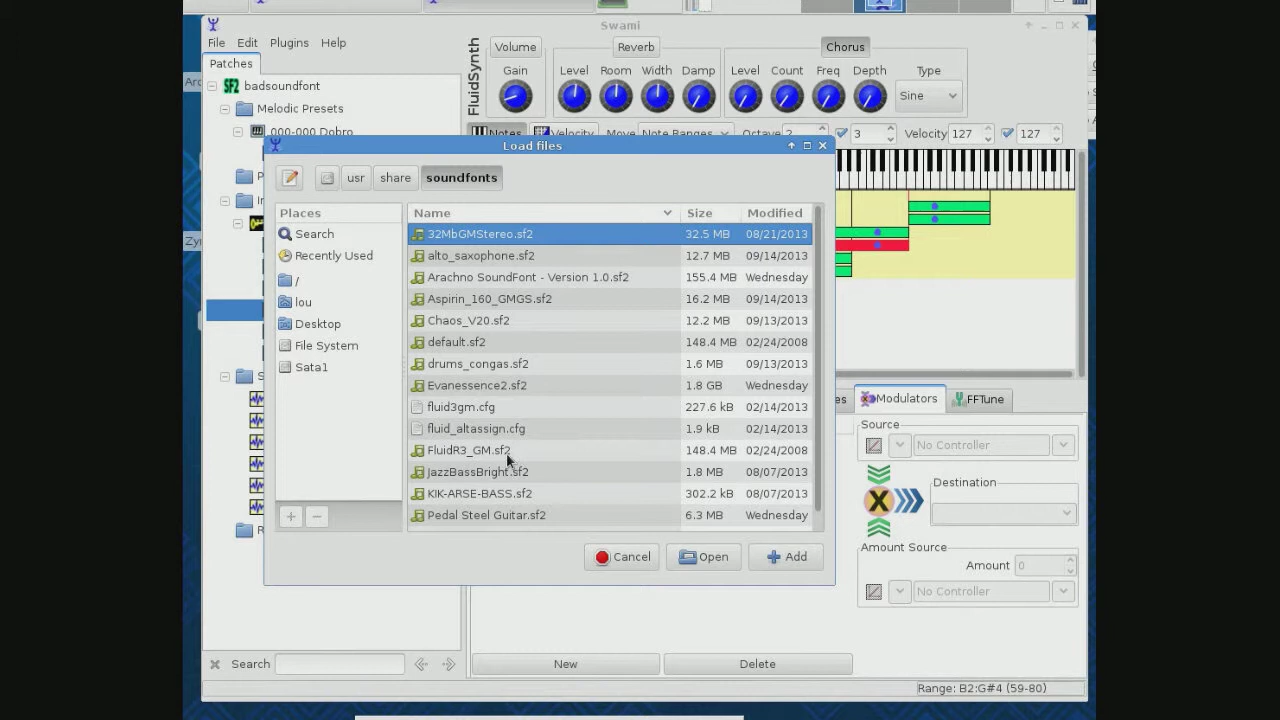 Swami
File Edit Plugins Help
Patches
SF2 badsoundfont
Melodic Presets
000-000 Dobro
FluidSynth
Volume
Gain
Reverb
Level Room Width Damp
Chorus
Level Count Freq Depth
Type
Sine
Notes Velocity Move Note Ranges Octave 2 3 Velocity 127 127
Load files
usr share soundfonts
Places
Search
Recently Used
/
lou
Desktop
File System
Sata1
Name Size Modified
32MbGMStereo.sf2 32.5 MB 08/21/2013
alto_saxophone.sf2 12.7 MB 09/14/2013
Arachno SoundFont - Version 1.0.sf2 155.4 MB Wednesday
Aspirin_160_GMGS.sf2 16.2 MB 09/14/2013
Chaos_V20.sf2 12.2 MB 09/13/2013
default.sf2 148.4 MB 02/24/2008
drums_congas.sf2 1.6 MB 09/13/2013
Evanessence2.sf2 1.8 GB Wednesday
fluid3gm.cfg 227.6 kB 02/14/2013
fluid_altassign.cfg 1.9 kB 02/14/2013
FluidR3_GM.sf2 148.4 MB 02/24/2008
JazzBassBright.sf2 1.8 MB 08/07/2013
KIK-ARSE-BASS.sf2 302.2 kB 08/07/2013
Pedal Steel Guitar.sf2 6.3 MB Wednesday
Cancel Open Add
Modulators FFTune
Source
No Controller
Destination
Amount Source
Amount 0
No Controller
Search
New Delete
Range: B2:G#4 (59-80)